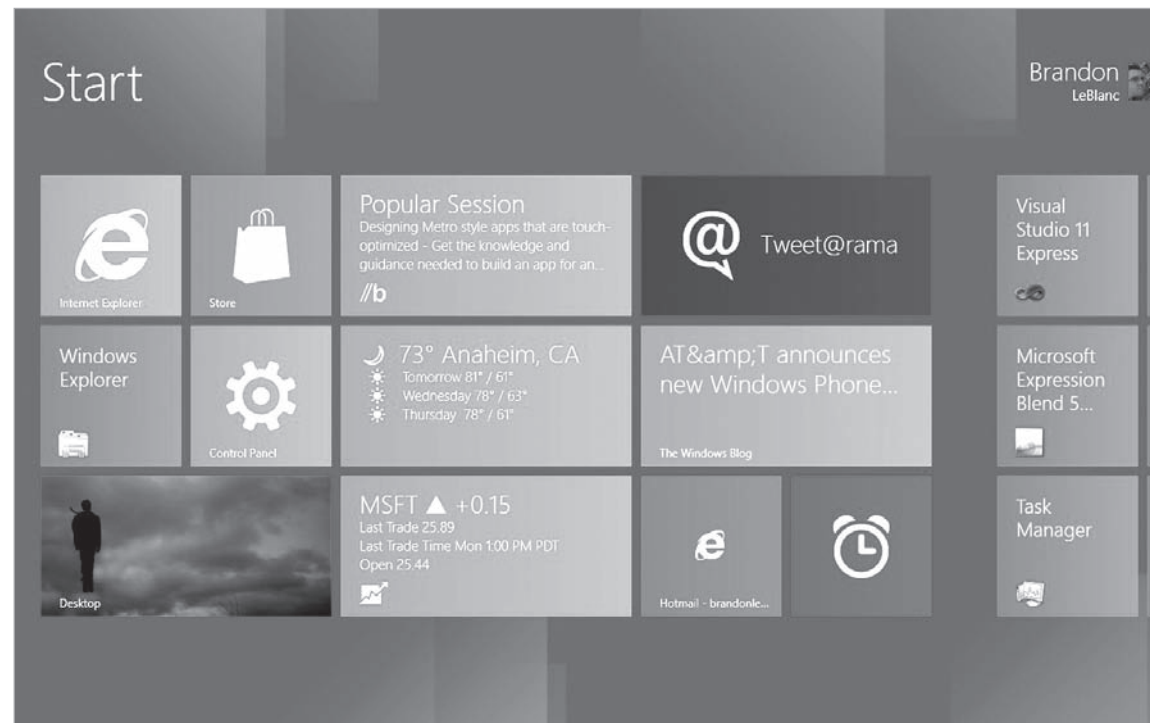 Start
Brandon
LeBlanc
Internet Explorer
Store
Popular Session
Designing Metro style apps that are touch-
optimized - Get the knowledge and
guidance needed to build an app for an...
//b
@ Tweet@rama
Visual
Studio 11
Express
Windows
Explorer
Control Panel
73° Anaheim, CA
Tomorrow 81° / 61°
Wednesday 78° / 63°
Thursday 78° / 61°
AT&amp;T announces
new Windows Phone...
The Windows Blog
Microsoft
Expression
Blend 5...
Desktop
MSFT ▲ +0.15
Last Trade 25.89
Last Trade Time Mon 1:00 PM PDT
Open 25.44
Hotmail - brandonle...
Task
Manager